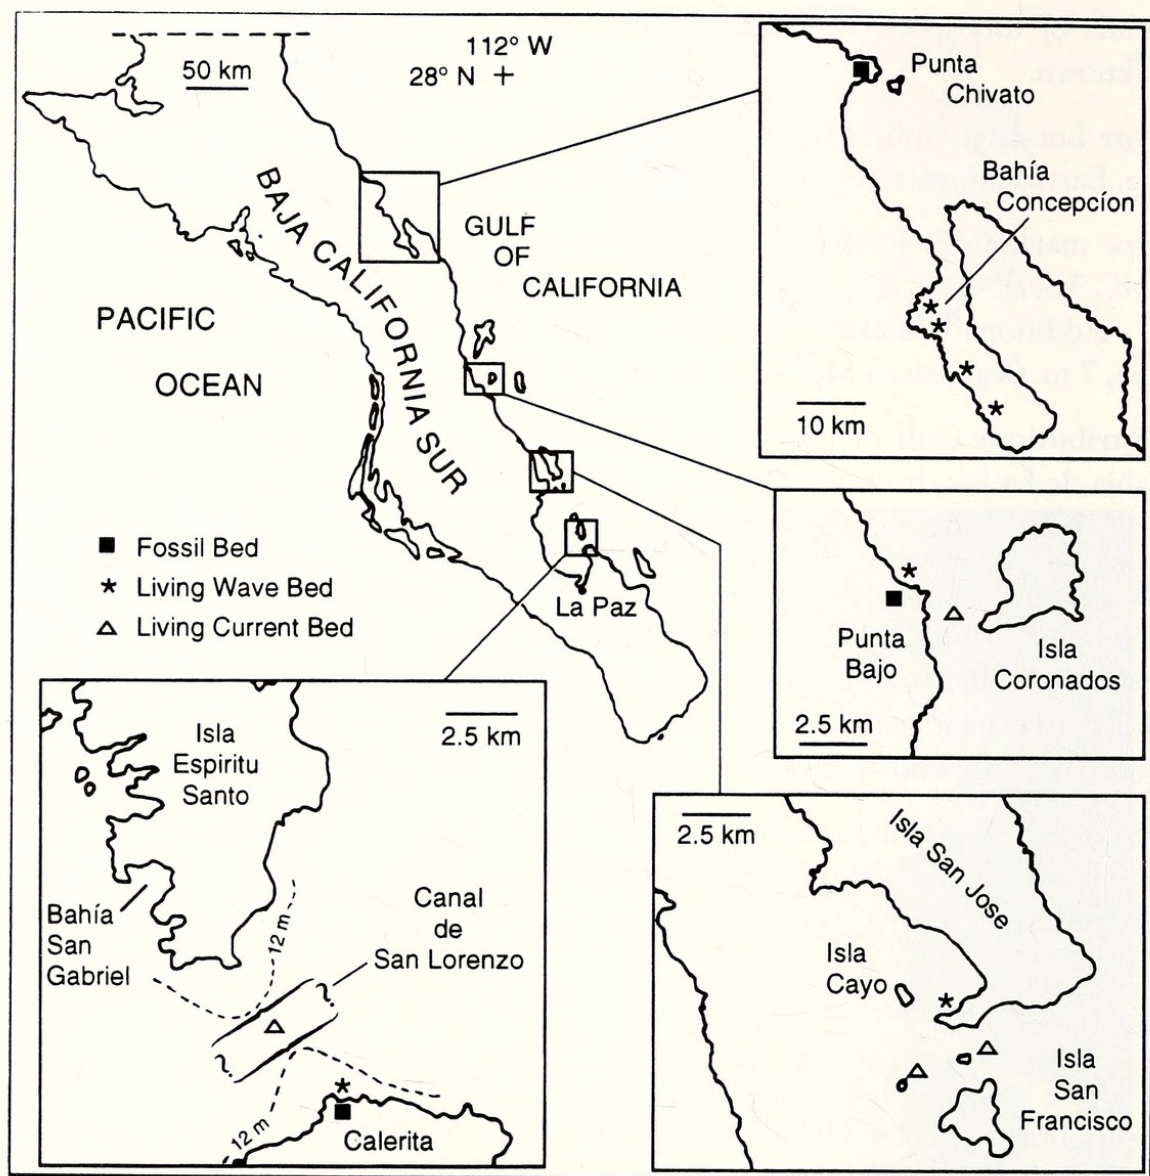 112° W
28° N
50 km
BAJA CALIFORNIA SUR
GULF
OF
CALIFORNIA
PACIFIC
OCEAN
La Paz
Fossil Bed
Living Wave Bed
Living Current Bed
Punta
Chivato
Bahía
Concepcíon
10 km
Punta
Bajo
Isla
Coronados
2.5 km
2.5 km
Isla San Jose
Isla
Cayo
Isla
San
Francisco
Isla
Espiritu
Santo
2.5 km
Bahía
San
Gabriel
12 m
Canal
de
San Lorenzo
12 m
Calerita